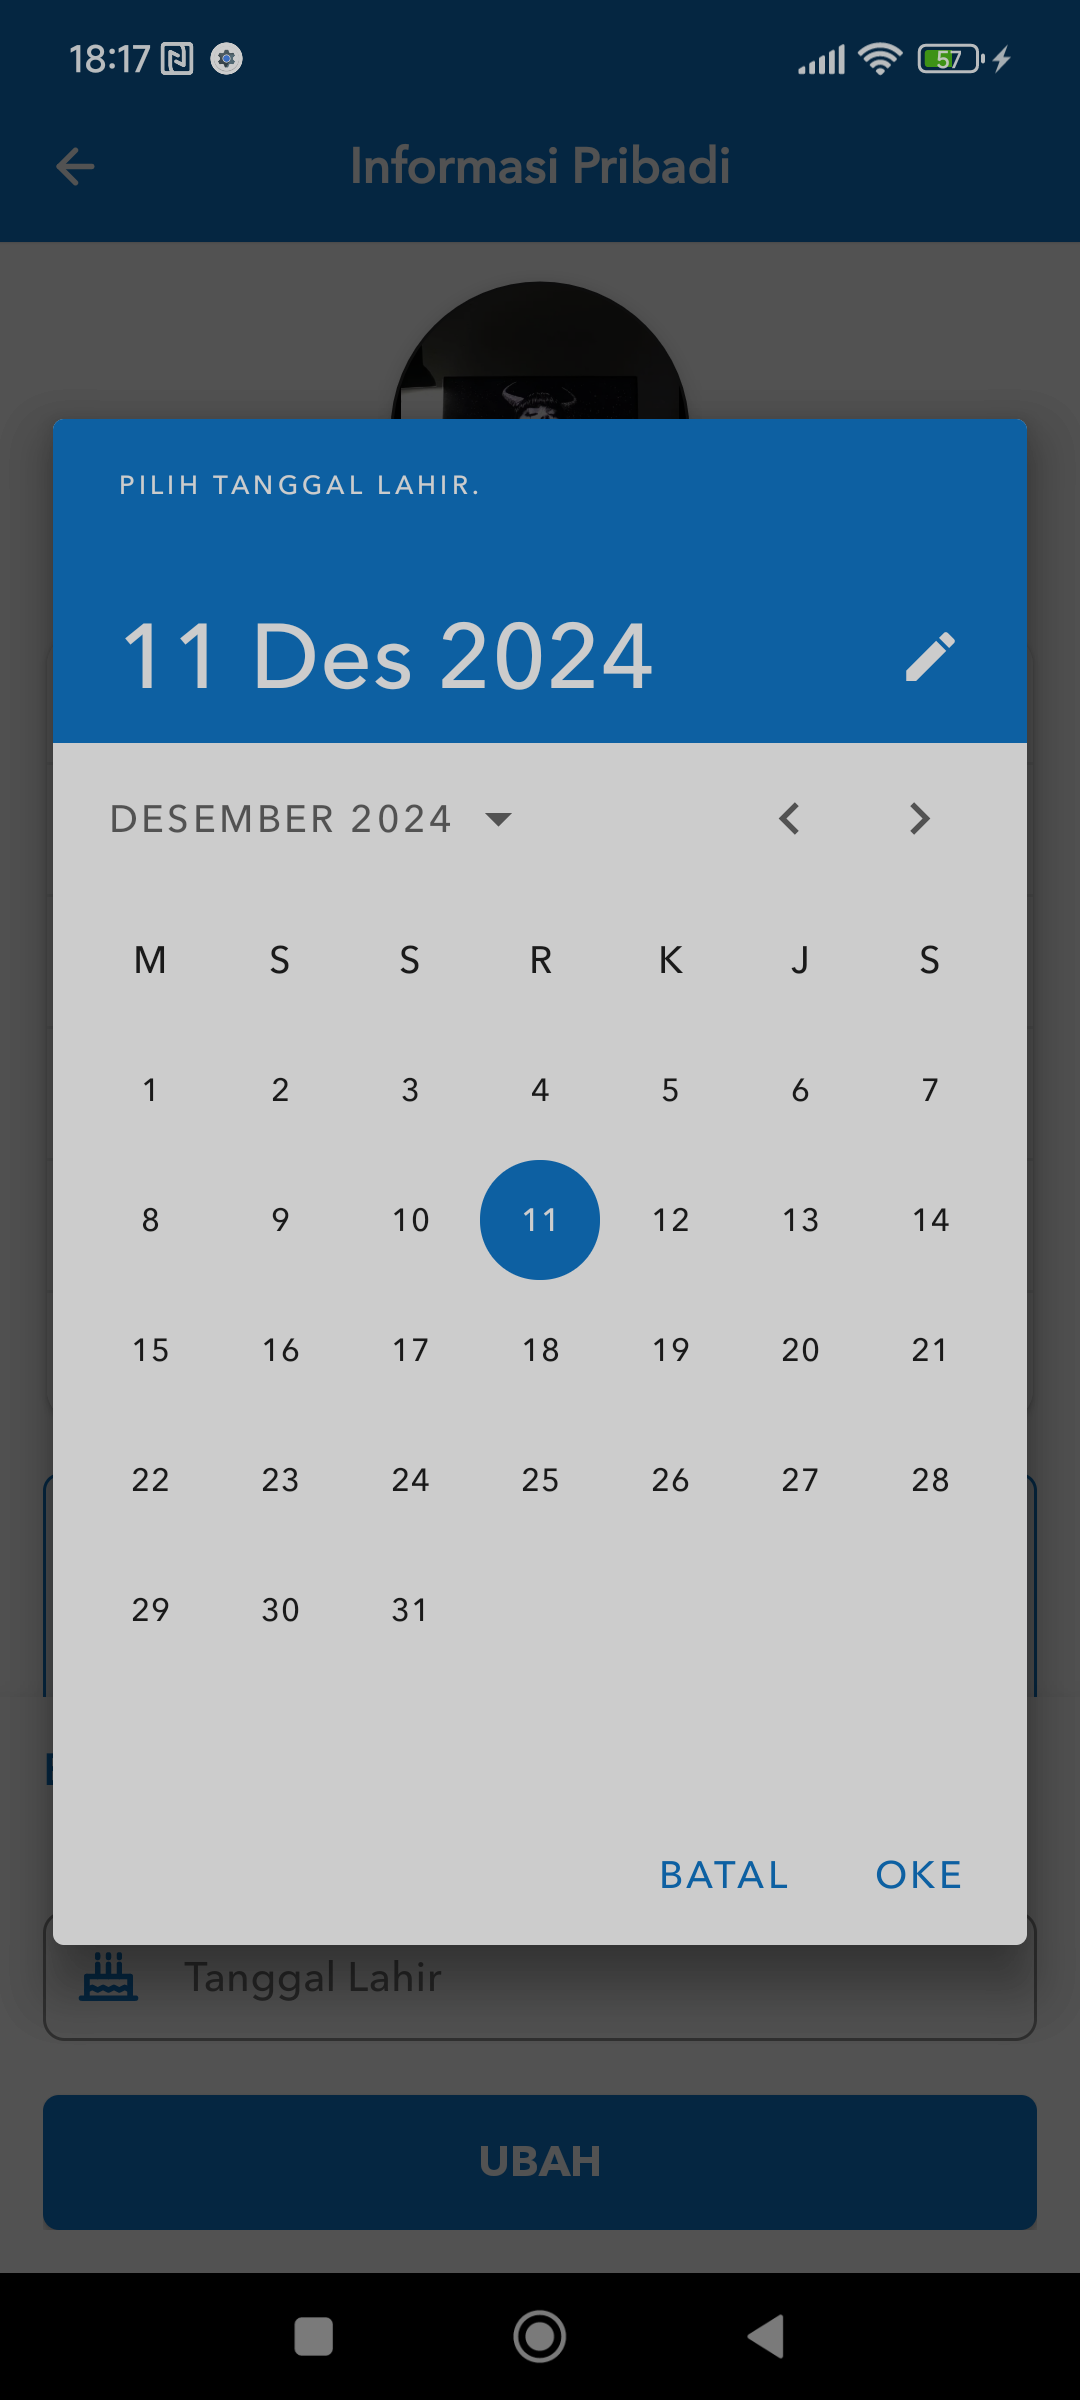 18:17
57
Informasi Pribadi
PILIH TANGGAL LAHIR.
11 Des 2024
DESEMBER 2024
M S S R K J S
1 2 3 4 5 6 7
8 9 10 11 12 13 14
15 16 17 18 19 20 21
22 23 24 25 26 27 28
29 30 31
BATAL OKE
Tanggal Lahir
UBAH